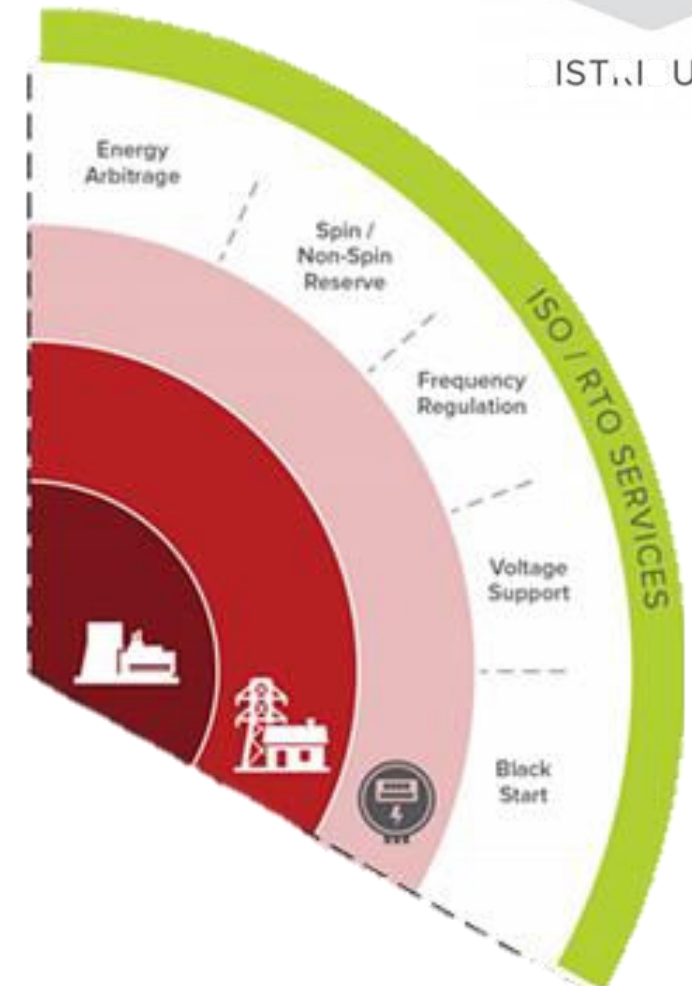 Energy
Arbitrage
Spin /
Non-Spin
Reserve
Frequency
Regulation
Voltage
Support
Black
Start
ISO / RTO SERVICES